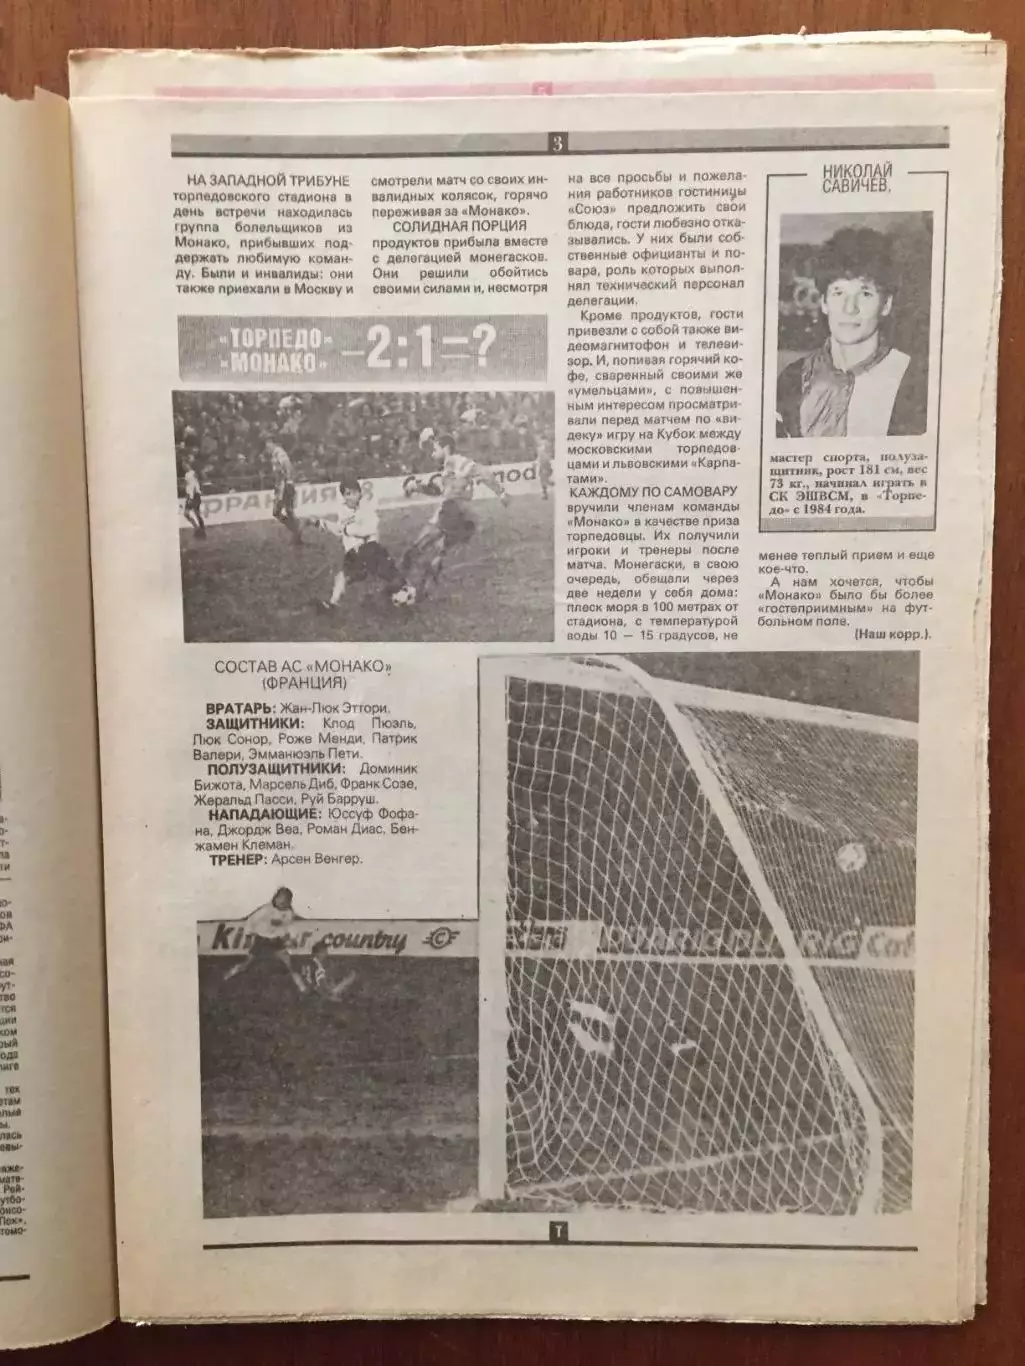 3
НА ЗАПАДНОЙ ТРИБУНЕ
торпедовского стадиона в
день встречи находилась
группа болельщиков из
Монако, прибывших под-
держать любимую коман-
ду. Были и инвалиды: они
также приехали в Москву и
смотрели матч со своих ин-
валидных колясок, горячо
переживая за «Монако».
СОЛИДНАЯ ПОРЦИЯ
продуктов прибыла вместе
с делегацией монегасков.
Они решили обойтись
своими силами и, несмотря
на все просьбы и пожела-
ния работников гостиницы
«Союз» предложить свои
блюда, гости любезно отка-
зывались. У них были соб-
ственные официанты и по-
вара, роль которых выпол-
нял технический персонал
делегации.
Кроме продуктов, гости
привезли с собой также ви-
деомагнитофон и телеви-
зор. И, попивая горячий ко-
фе, сваренный своими же
«умельцами», с повышен-
ным интересом просматри-
вали перед матчем по «ви-
деку» игру на Кубок между
московскими торпедов-
цами и львовскими «Карпа-
тами».
КАЖДОМУ ПО САМОВАРУ
вручили членам команды
«Монако» в качестве приза
торпедовцы. Их получили
игроки и тренеры после
матча. Монегаски, в свою
очередь, обещали через
две недели у себя дома:
плеск моря в 100 метрах от
стадиона, с температурой
воды 10 — 15 градусов, не
менее теплый прием и еще
кое-что.
А нам хочется, чтобы
«Монако» было бы более
«гостеприимным» на фут-
больном поле.
(Наш корр.).
НИКОЛАЙ
САВИЧЕВ,
мастер спорта, полуза-
щитник, рост 181 см, вес
73 кг., начинал играть в
СК ЭШВСМ, в «Торпе-
до» с 1984 года.
«ТОРПЕДО»
«МОНАКО»
–2:1=?
ФРАНЦИЯ
СОСТАВ АС «МОНАКО»
(ФРАНЦИЯ)
ВРАТАРЬ: Жан-Люк Эттори.
ЗАЩИТНИКИ: Клод Пюэль,
Люк Сонор, Роже Менди, Патрик
Валери, Эммануэль Пети.
ПОЛУЗАЩИТНИКИ: Доминик
Бижота, Марсель Диб, Франк Созе,
Жеральд Пасси, Руй Барруш.
НАПАДАЮЩИЕ: Юссуф Фофа-
на, Джордж Веа, Роман Диас, Бен-
жамен Клеман.
ТРЕНЕР: Арсен Венгер.
country
Т